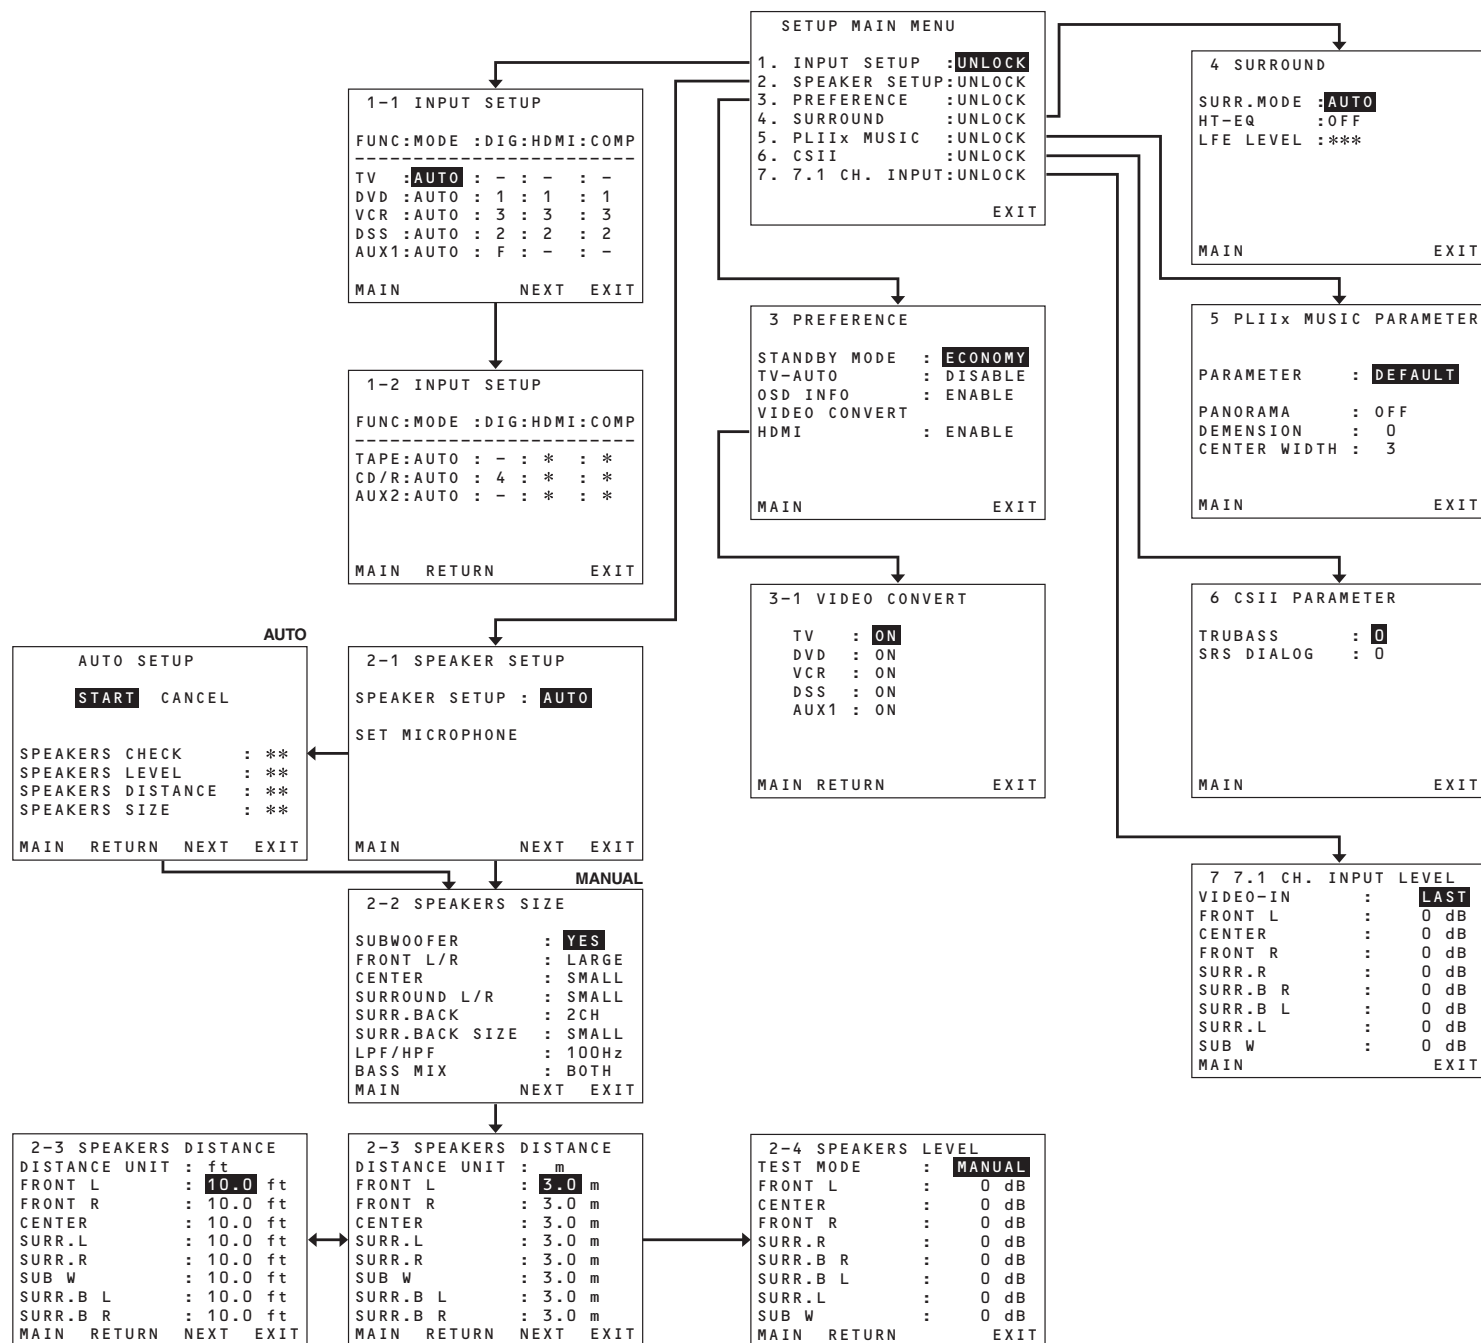 SETUP MAIN MENU
1. INPUT SETUP :UNLOCK
2. SPEAKER SETUP:UNLOCK
3. PREFERENCE :UNLOCK
4. SURROUND :UNLOCK
5. PLIIx MUSIC :UNLOCK
6. CSII :UNLOCK
7. 7.1 CH. INPUT:UNLOCK
EXIT
1-1 INPUT SETUP
FUNC:MODE :DIG:HDMI:COMP
------------------------
TV :AUTO : - : - : -
DVD :AUTO : 1 : 1 : 1
VCR :AUTO : 3 : 3 : 3
DSS :AUTO : 2 : 2 : 2
AUX1:AUTO : F : - : -
MAIN NEXT EXIT
1-2 INPUT SETUP
FUNC:MODE :DIG:HDMI:COMP
------------------------
TAPE:AUTO : - : * : *
CD/R:AUTO : 4 : * : *
AUX2:AUTO : - : * : *
MAIN RETURN EXIT
AUTO
AUTO SETUP
START CANCEL
SPEAKERS CHECK : **
SPEAKERS LEVEL : **
SPEAKERS DISTANCE : **
SPEAKERS SIZE : **
MAIN RETURN NEXT EXIT
2-1 SPEAKER SETUP
SPEAKER SETUP : AUTO
SET MICROPHONE
MAIN NEXT EXIT
MANUAL
2-2 SPEAKERS SIZE
SUBWOOFER : YES
FRONT L/R : LARGE
CENTER : SMALL
SURROUND L/R : SMALL
SURR.BACK : 2CH
SURR.BACK SIZE : SMALL
LPF/HPF : 100Hz
BASS MIX : BOTH
MAIN NEXT EXIT
2-3 SPEAKERS DISTANCE
DISTANCE UNIT : ft
FRONT L : 10.0 ft
FRONT R : 10.0 ft
CENTER : 10.0 ft
SURR.L : 10.0 ft
SURR.R : 10.0 ft
SUB W : 10.0 ft
SURR.B L : 10.0 ft
SURR.B R : 10.0 ft
MAIN RETURN NEXT EXIT
2-3 SPEAKERS DISTANCE
DISTANCE UNIT : m
FRONT L : 3.0 m
FRONT R : 3.0 m
CENTER : 3.0 m
SURR.L : 3.0 m
SURR.R : 3.0 m
SUB W : 3.0 m
SURR.B L : 3.0 m
SURR.B R : 3.0 m
MAIN RETURN NEXT EXIT
2-4 SPEAKERS LEVEL
TEST MODE : MANUAL
FRONT L : 0 dB
CENTER : 0 dB
FRONT R : 0 dB
SURR.R : 0 dB
SURR.B R : 0 dB
SURR.B L : 0 dB
SURR.L : 0 dB
SUB W : 0 dB
MAIN RETURN EXIT
3 PREFERENCE
STANDBY MODE : ECONOMY
TV-AUTO : DISABLE
OSD INFO : ENABLE
VIDEO CONVERT
HDMI : ENABLE
MAIN EXIT
3-1 VIDEO CONVERT
TV : ON
DVD : ON
VCR : ON
DSS : ON
AUX1 : ON
MAIN RETURN EXIT
4 SURROUND
SURR.MODE :AUTO
HT-EQ :OFF
LFE LEVEL :***
MAIN EXIT
5 PLIIx MUSIC PARAMETER
PARAMETER : DEFAULT
PANORAMA : OFF
DEMENSION : 0
CENTER WIDTH : 3
MAIN EXIT
6 CSII PARAMETER
TRUBASS : 0
SRS DIALOG : 0
MAIN EXIT
7 7.1 CH. INPUT LEVEL
VIDEO-IN : LAST
FRONT L : 0 dB
CENTER : 0 dB
FRONT R : 0 dB
SURR.R : 0 dB
SURR.B R : 0 dB
SURR.B L : 0 dB
SURR.L : 0 dB
SUB W : 0 dB
MAIN EXIT